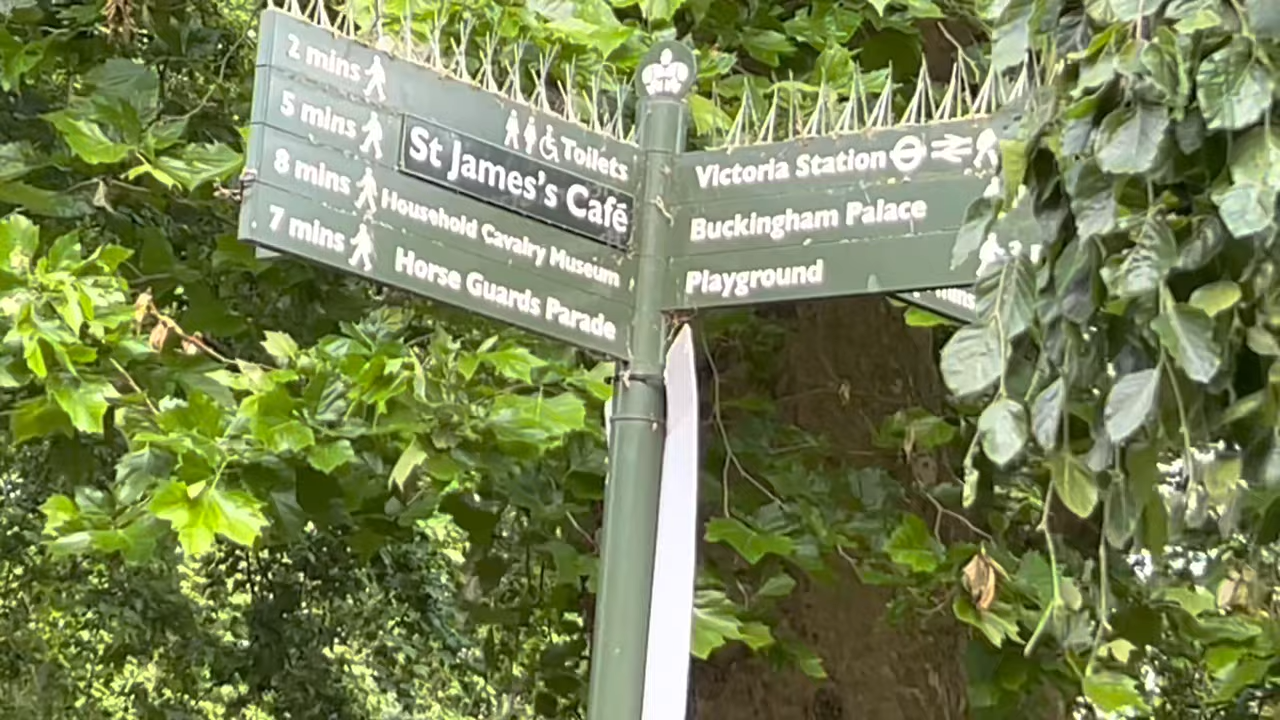 2 mins Toilets
5 mins St James's Café
8 mins Household Cavalry Museum
7 mins Horse Guards Parade
Victoria Station
Buckingham Palace
Playground
mins